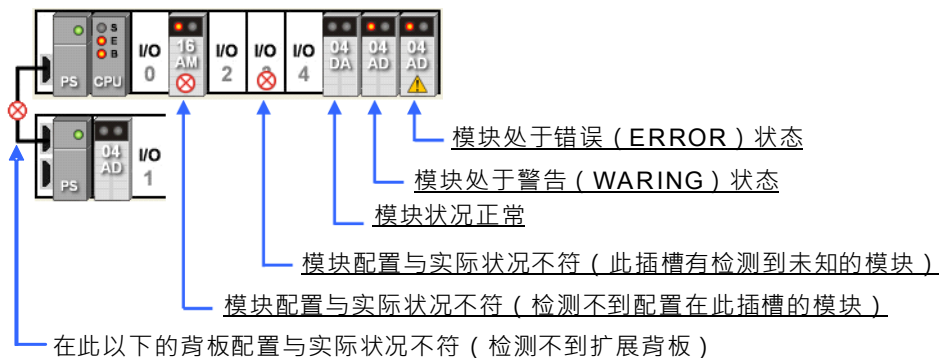 S
E
B
PS CPU I/O 0 16 AM I/O 2 I/O 3 I/O 4 04 DA 04 AD 04 AD
PS 04 AD I/O 1
模块处于错误（ERROR）状态
模块处于警告（WARING）状态
模块状况正常
模块配置与实际状况不符（此插槽有检测到未知的模块）
模块配置与实际状况不符（检测不到配置在此插槽的模块）
在此以下的背板配置与实际状况不符（检测不到扩展背板）